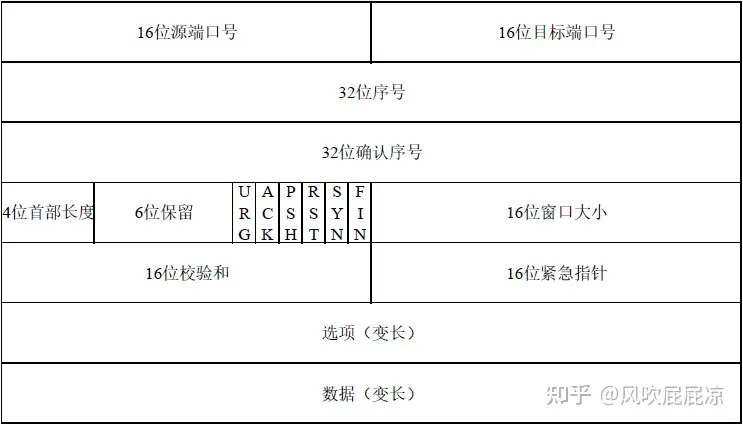 16位源端口号
16位目标端口号
32位序号
32位确认序号
4位首部长度
6位保留
URG
ACK
PSH
RST
SYN
FIN
16位窗口大小
16位校验和
16位紧急指针
选项（变长）
数据（变长）
知乎 @风吹屁屁凉